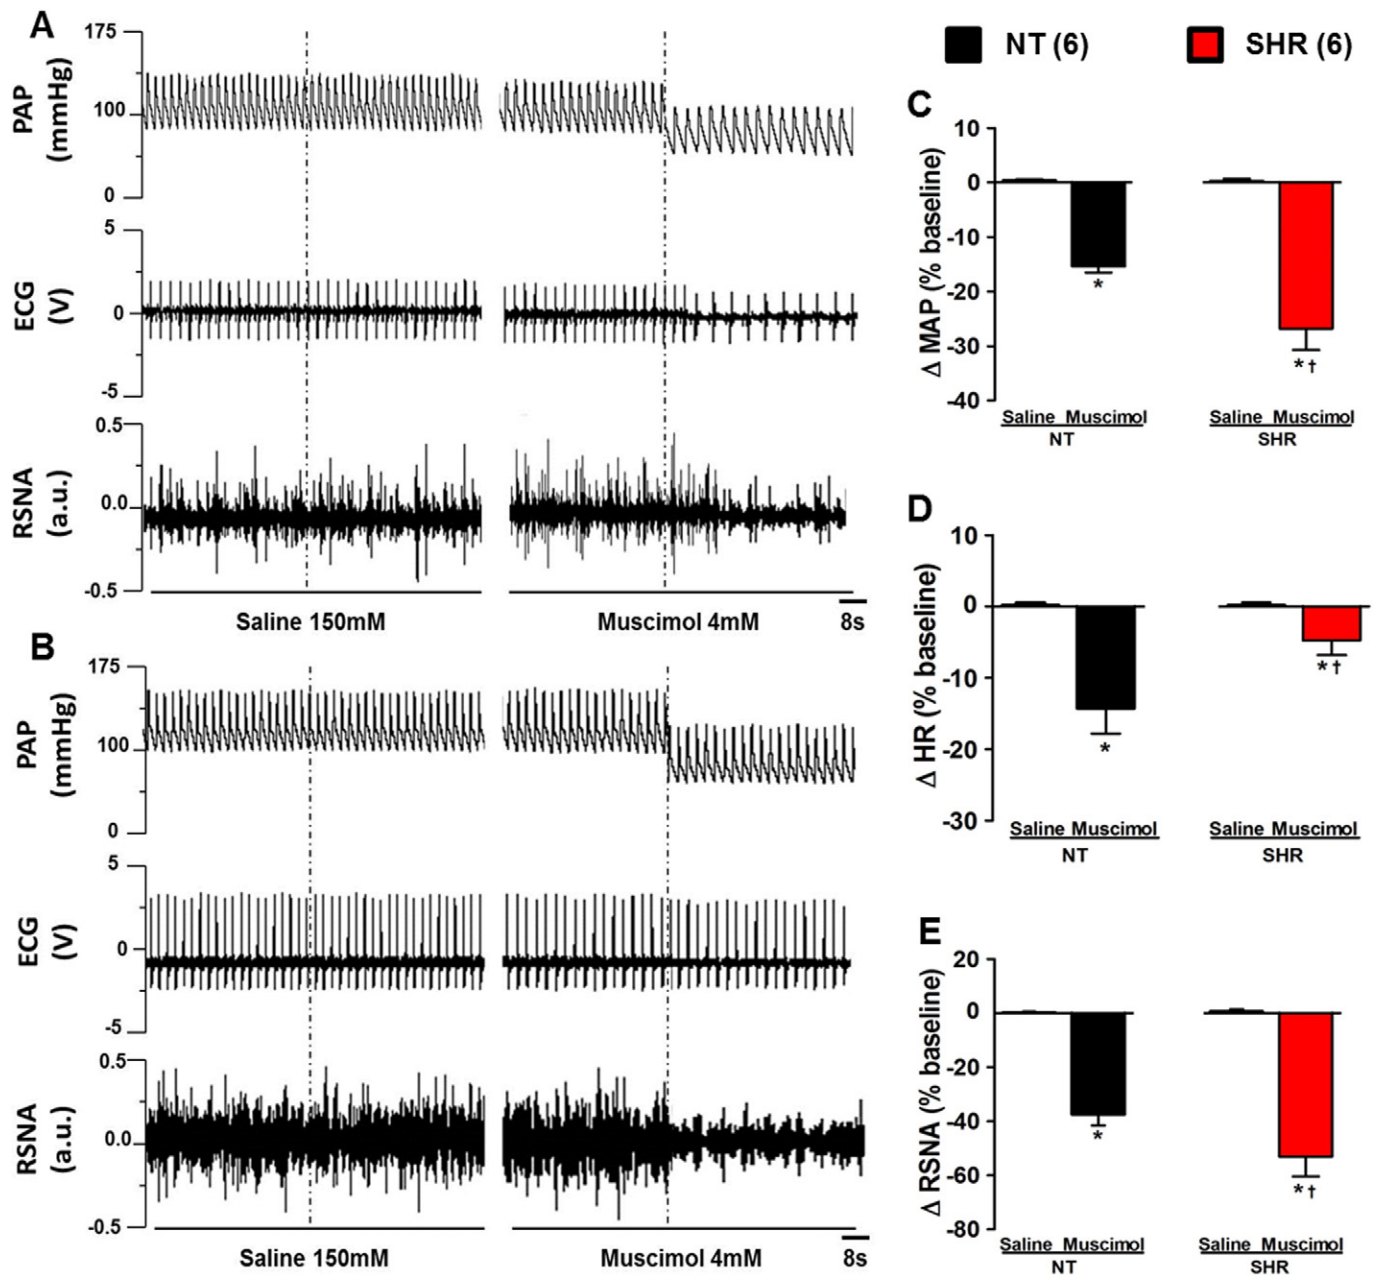 A
175
100
0
PAP
(mmHg)
5
0
-5
ECG
(V)
0.5
0.0
-0.5
RSNA
(a.u.)
Saline 150mM
Muscimol 4mM
8s
B
175
100
0
PAP
(mmHg)
5
0
-5
ECG
(V)
0.5
0.0
-0.5
RSNA
(a.u.)
Saline 150mM
Muscimol 4mM
8s
NT (6)
SHR (6)
C
10
0
-10
-20
-30
-40
Δ MAP (% baseline)
*
*†
Saline Muscimol
NT
Saline Muscimol
SHR
D
10
0
-10
-20
-30
Δ HR (% baseline)
*
*†
Saline Muscimol
NT
Saline Muscimol
SHR
E
20
0
-20
-40
-60
-80
Δ RSNA (% baseline)
*
*†
Saline Muscimol
NT
Saline Muscimol
SHR